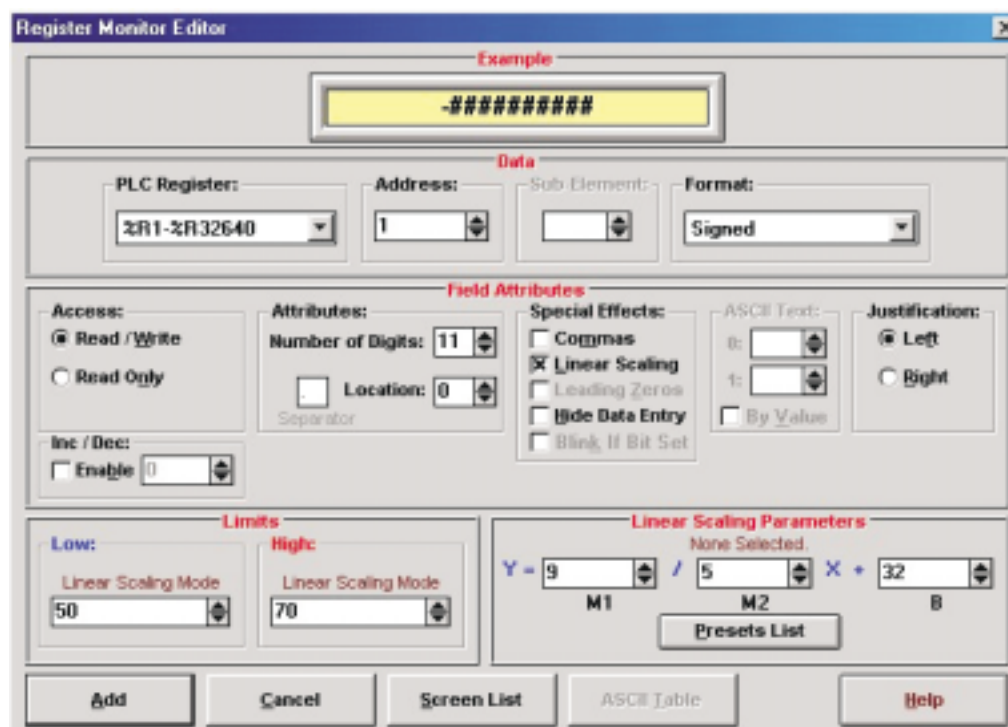 Register Monitor Editor
Example
-##########
Data
PLC Register:
%R1-%R32640
Address:
1
Sub Element:
Format:
Signed
Field Attributes
Access:
Read / Write
Read Only
Attributes:
Number of Digits: 11
. Location: 0
Separator
Special Effects:
Commas
Linear Scaling
Leading Zeros
Hide Data Entry
Blink If Bit Set
ASCII Text:
0:
1:
By Value
Justification:
Left
Right
Inc / Dec:
Enable 0
Limits
Low:
Linear Scaling Mode
50
High:
Linear Scaling Mode
70
Linear Scaling Parameters
None Selected.
Y = 9 / 5 X + 32
M1 M2 B
Presets List
Add Cancel Screen List ASCII Table Help